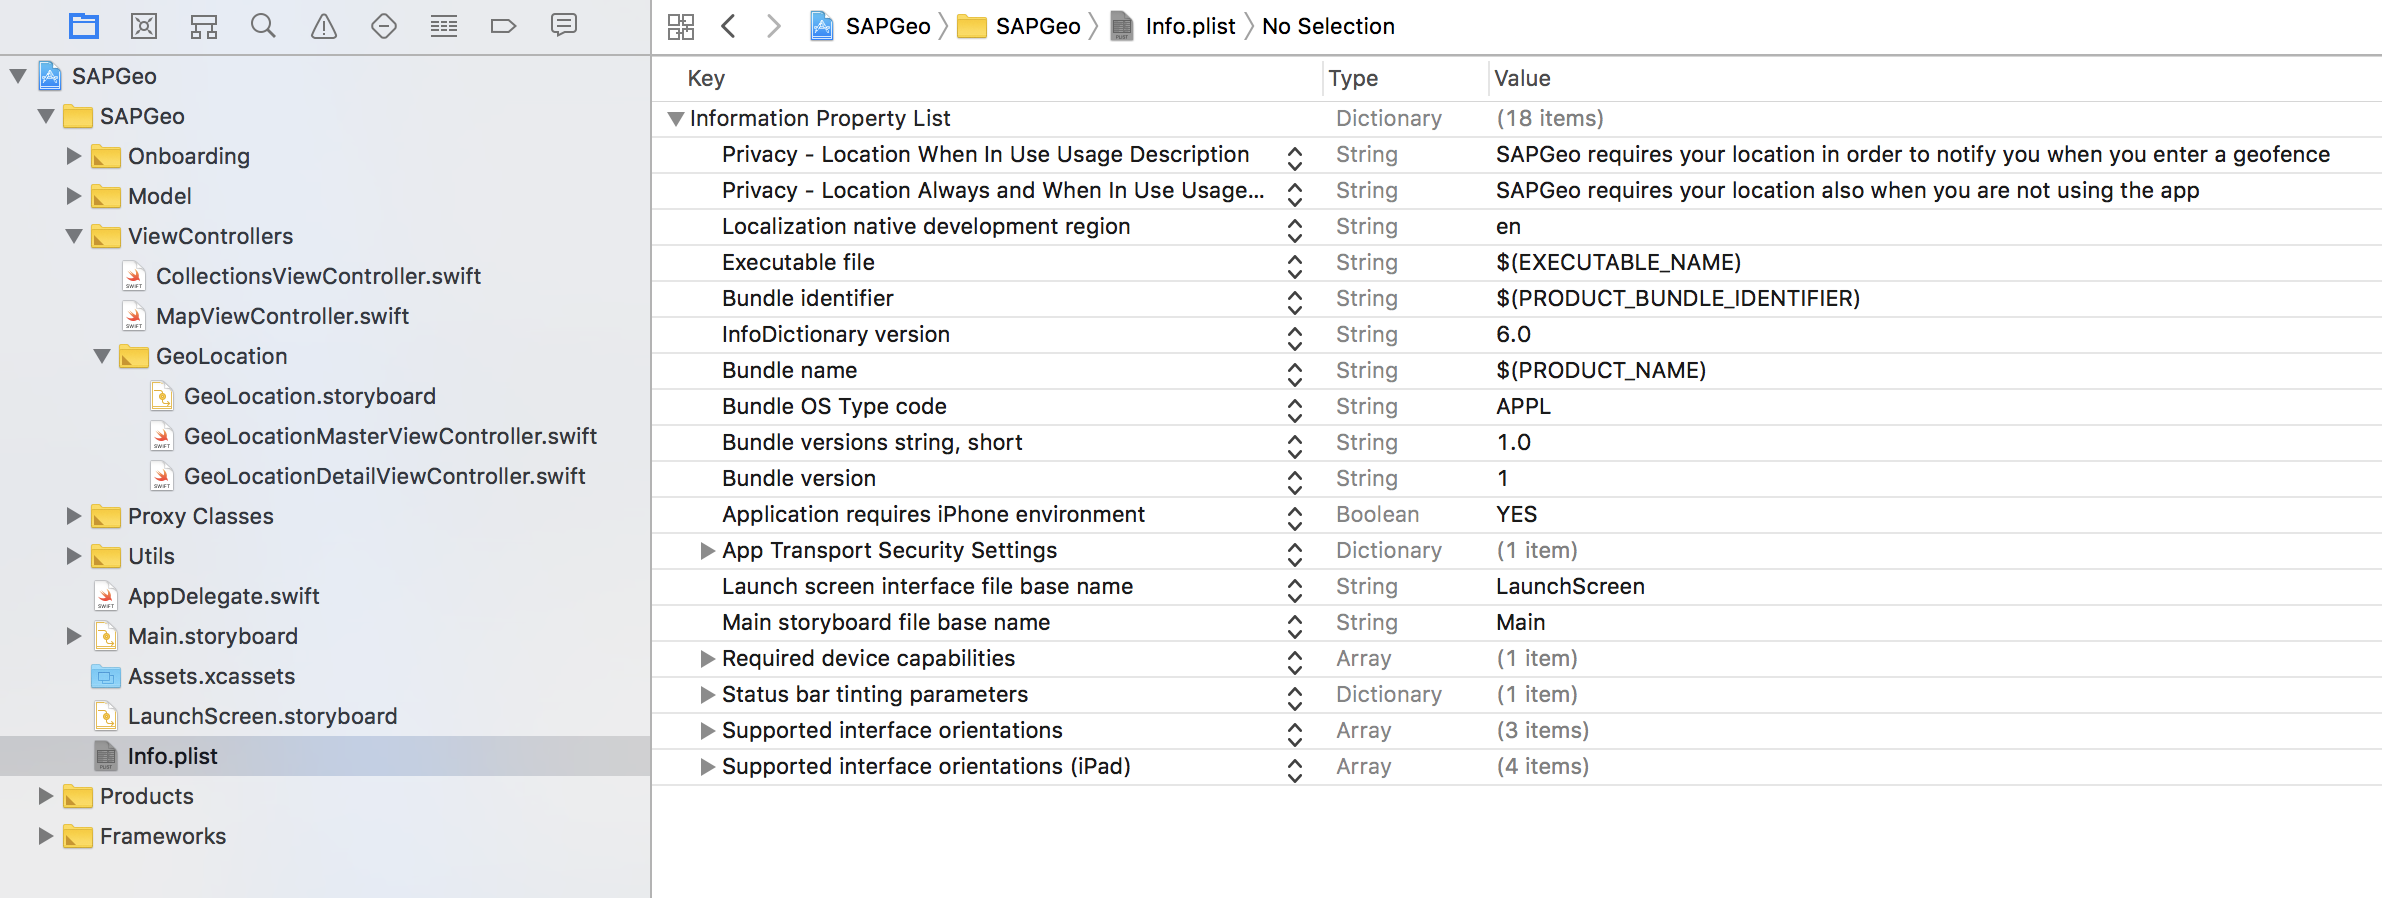 SAPGeo
SAPGeo
Onboarding
Model
ViewControllers
CollectionsViewController.swift
MapViewController.swift
GeoLocation
GeoLocation.storyboard
GeoLocationMasterViewController.swift
GeoLocationDetailViewController.swift
Proxy Classes
Utils
AppDelegate.swift
Main.storyboard
Assets.xcassets
LaunchScreen.storyboard
Info.plist
Products
Frameworks
SAPGeo SAPGeo Info.plist No Selection
Key Type Value
Information Property List Dictionary (18 items)
Privacy - Location When In Use Usage Description String SAPGeo requires your location in order to notify you when you enter a geofence
Privacy - Location Always and When In Use Usage... String SAPGeo requires your location also when you are not using the app
Localization native development region String en
Executable file String $(EXECUTABLE_NAME)
Bundle identifier String $(PRODUCT_BUNDLE_IDENTIFIER)
InfoDictionary version String 6.0
Bundle name String $(PRODUCT_NAME)
Bundle OS Type code String APPL
Bundle versions string, short String 1.0
Bundle version String 1
Application requires iPhone environment Boolean YES
App Transport Security Settings Dictionary (1 item)
Launch screen interface file base name String LaunchScreen
Main storyboard file base name String Main
Required device capabilities Array (1 item)
Status bar tinting parameters Dictionary (1 item)
Supported interface orientations Array (3 items)
Supported interface orientations (iPad) Array (4 items)